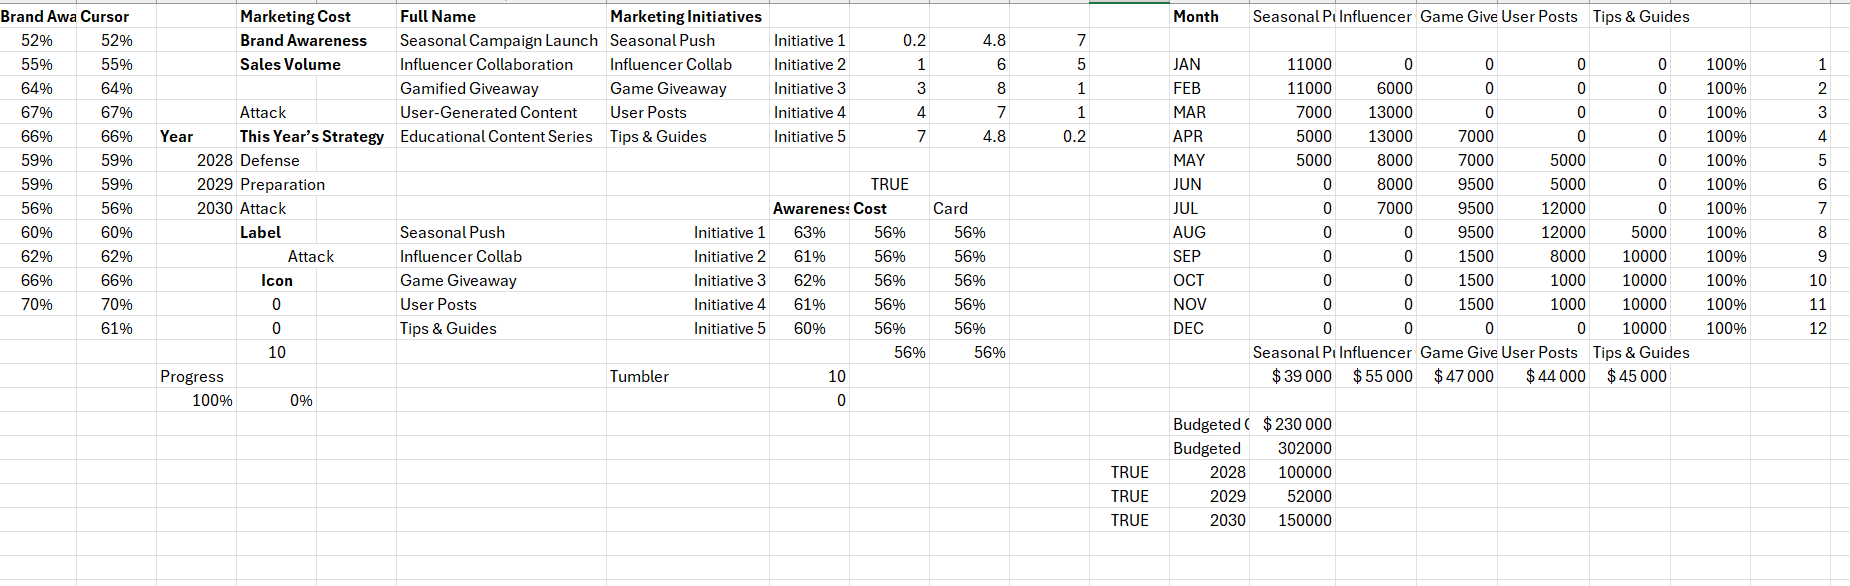 Brand Awa Cursor Marketing Cost Full Name Marketing Initiatives Month Seasonal Pu Influencer Game Give User Posts Tips & Guides
52% 52% Brand Awareness Seasonal Campaign Launch Seasonal Push Initiative 1 0.2 4.8 7
55% 55% Sales Volume Influencer Collaboration Influencer Collab Initiative 2 1 6 5 JAN 11000 0 0 0 0 100% 1
64% 64% Gamified Giveaway Game Giveaway Initiative 3 3 8 1 FEB 11000 6000 0 0 0 100% 2
67% 67% Attack User-Generated Content User Posts Initiative 4 4 7 1 MAR 7000 13000 0 0 0 100% 3
66% 66% Year This Year’s Strategy Educational Content Series Tips & Guides Initiative 5 7 4.8 0.2 APR 5000 13000 7000 0 0 100% 4
59% 59% 2028 Defense MAY 5000 8000 7000 5000 0 100% 5
59% 59% 2029 Preparation TRUE JUN 0 8000 9500 5000 0 100% 6
56% 56% 2030 Attack Awareness Cost Card JUL 0 7000 9500 12000 0 100% 7
60% 60% Label Seasonal Push Initiative 1 63% 56% 56% AUG 0 0 9500 12000 5000 100% 8
62% 62% Attack Influencer Collab Initiative 2 61% 56% 56% SEP 0 0 1500 8000 10000 100% 9
66% 66% Icon Game Giveaway Initiative 3 62% 56% 56% OCT 0 0 1500 1000 10000 100% 10
70% 70% 0 User Posts Initiative 4 61% 56% 56% NOV 0 0 1500 1000 10000 100% 11
61% 0 Tips & Guides Initiative 5 60% 56% 56% DEC 0 0 0 0 10000 100% 12
10 56% 56% Seasonal Pu Influencer Game Give User Posts Tips & Guides
Progress Tumbler 10 $ 39 000 $ 55 000 $ 47 000 $ 44 000 $ 45 000
100% 0% 0
Budgeted $ 230 000
Budgeted 302000
TRUE 2028 100000
TRUE 2029 52000
TRUE 2030 150000